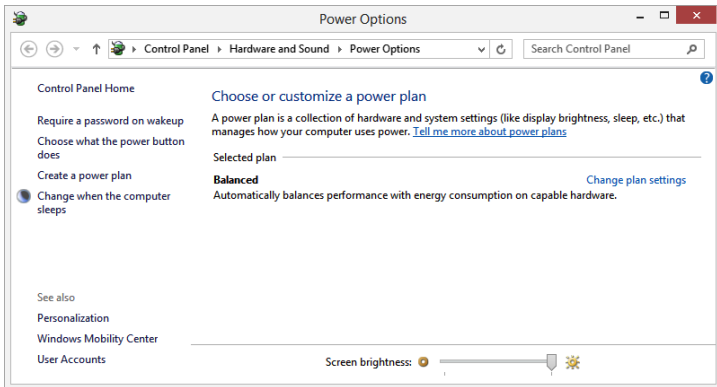 Power Options
Control Panel Hardware and Sound Power Options
Search Control Panel
Control Panel Home
Require a password on wakeup
Choose what the power button
does
Create a power plan
Change when the computer
sleeps
See also
Personalization
Windows Mobility Center
User Accounts
Choose or customize a power plan
A power plan is a collection of hardware and system settings (like display brightness, sleep, etc.) that
manages how your computer uses power. Tell me more about power plans
Selected plan
Balanced Change plan settings
Automatically balances performance with energy consumption on capable hardware.
Screen brightness: